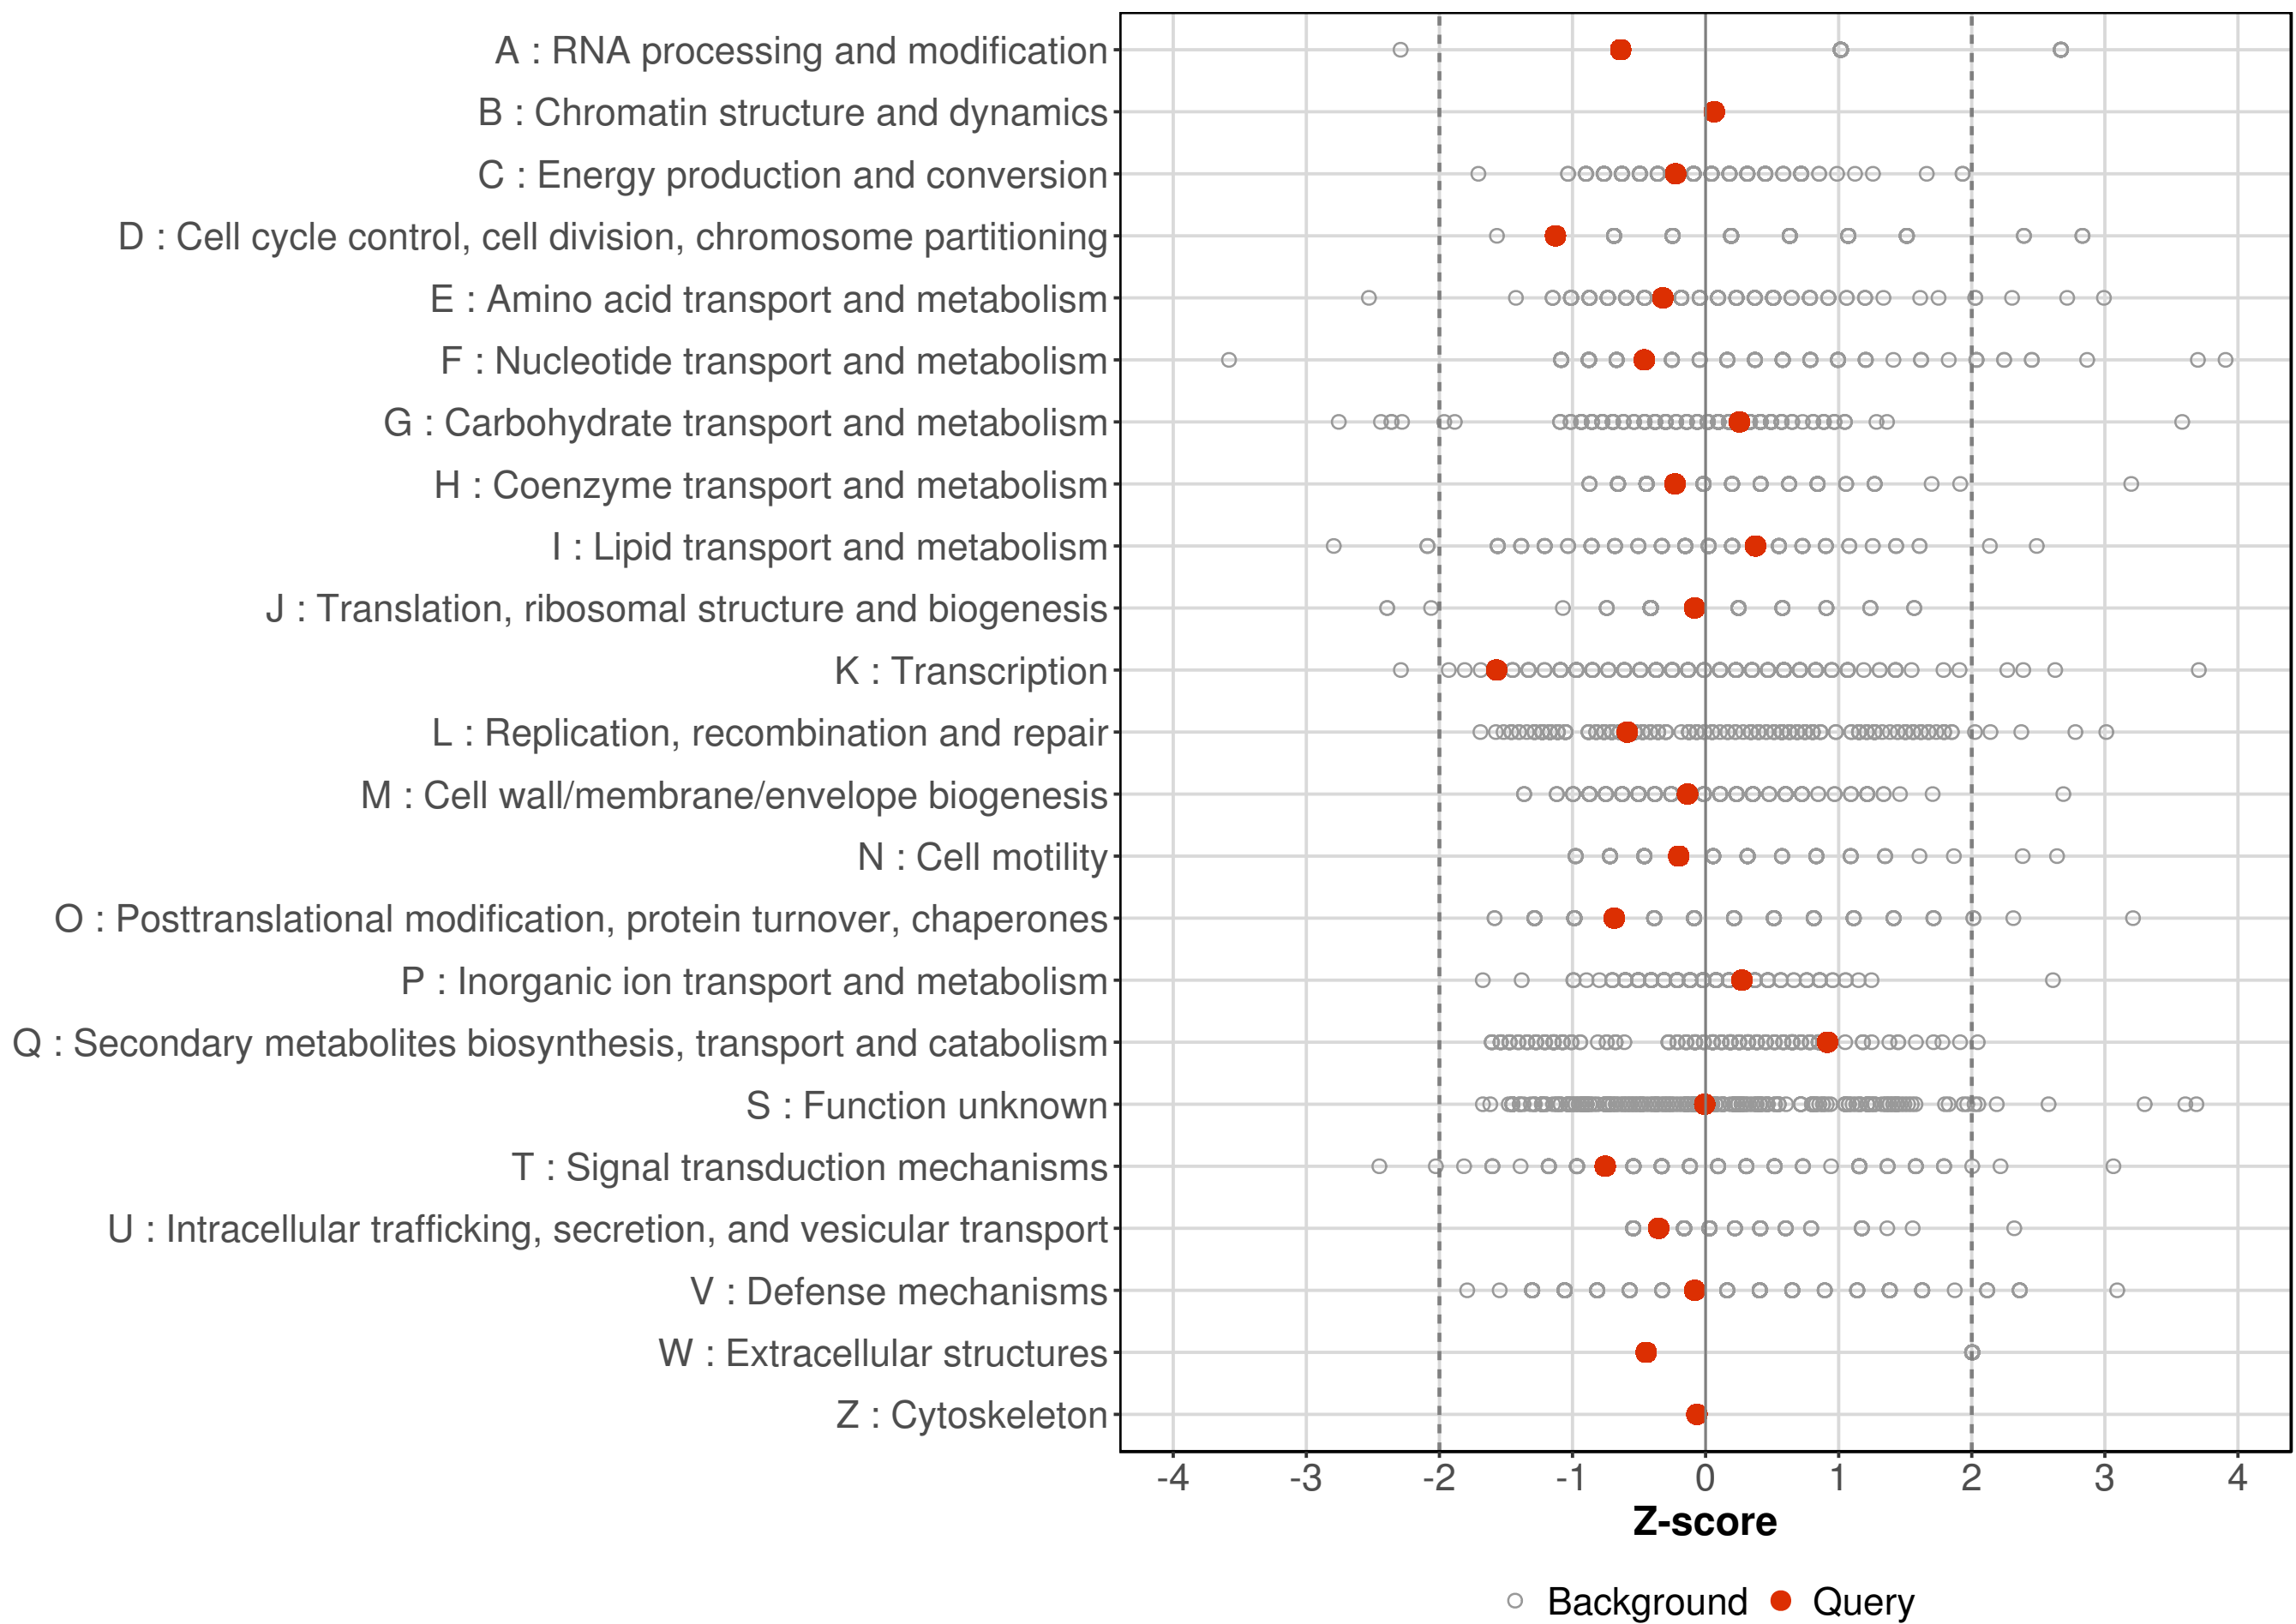 A : RNA processing and modification
B : Chromatin structure and dynamics
C : Energy production and conversion
D : Cell cycle control, cell division, chromosome partitioning
E : Amino acid transport and metabolism
F : Nucleotide transport and metabolism
G : Carbohydrate transport and metabolism
H : Coenzyme transport and metabolism
I : Lipid transport and metabolism
J : Translation, ribosomal structure and biogenesis
K : Transcription
L : Replication, recombination and repair
M : Cell wall/membrane/envelope biogenesis
N : Cell motility
O : Posttranslational modification, protein turnover, chaperones
P : Inorganic ion transport and metabolism
Q : Secondary metabolites biosynthesis, transport and catabolism
S : Function unknown
T : Signal transduction mechanisms
U : Intracellular trafficking, secretion, and vesicular transport
V : Defense mechanisms
W : Extracellular structures
Z : Cytoskeleton
-4 -3 -2 -1 0 1 2 3 4
Z-score
Background Query